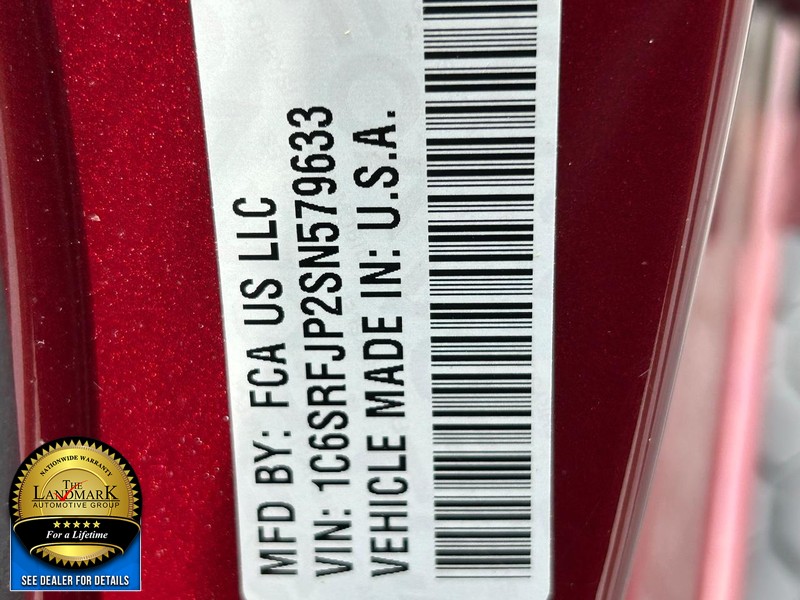 MFD BY: FCA US LLC
VIN: 1C6SRFJP2SN579633
VEHICLE MADE IN: U.S.A.
NATIONWIDE WARRANTY
THE
LANDMARK
AUTOMOTIVE GROUP
For a Lifetime
SEE DEALER FOR DETAILS